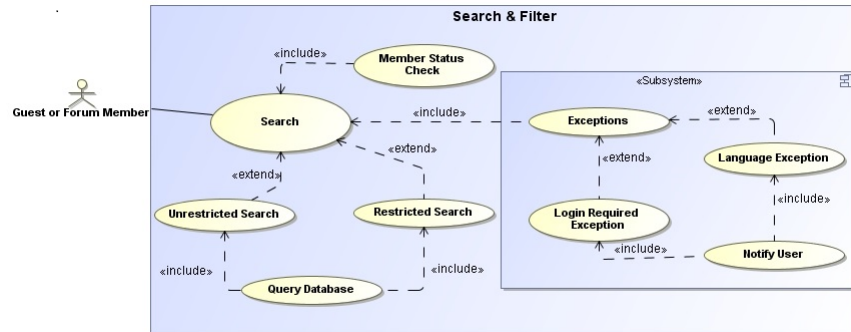 Search & Filter
«include»
Member Status
Check
«Subsystem»
Guest or Forum Member
Search
«include»
Exceptions
«extend»
Language Exception
«extend»
«extend»
«extend»
Unrestricted Search
Restricted Search
Login Required
Exception
«include»
«include»
«include»
«include»
Notify User
Query Database